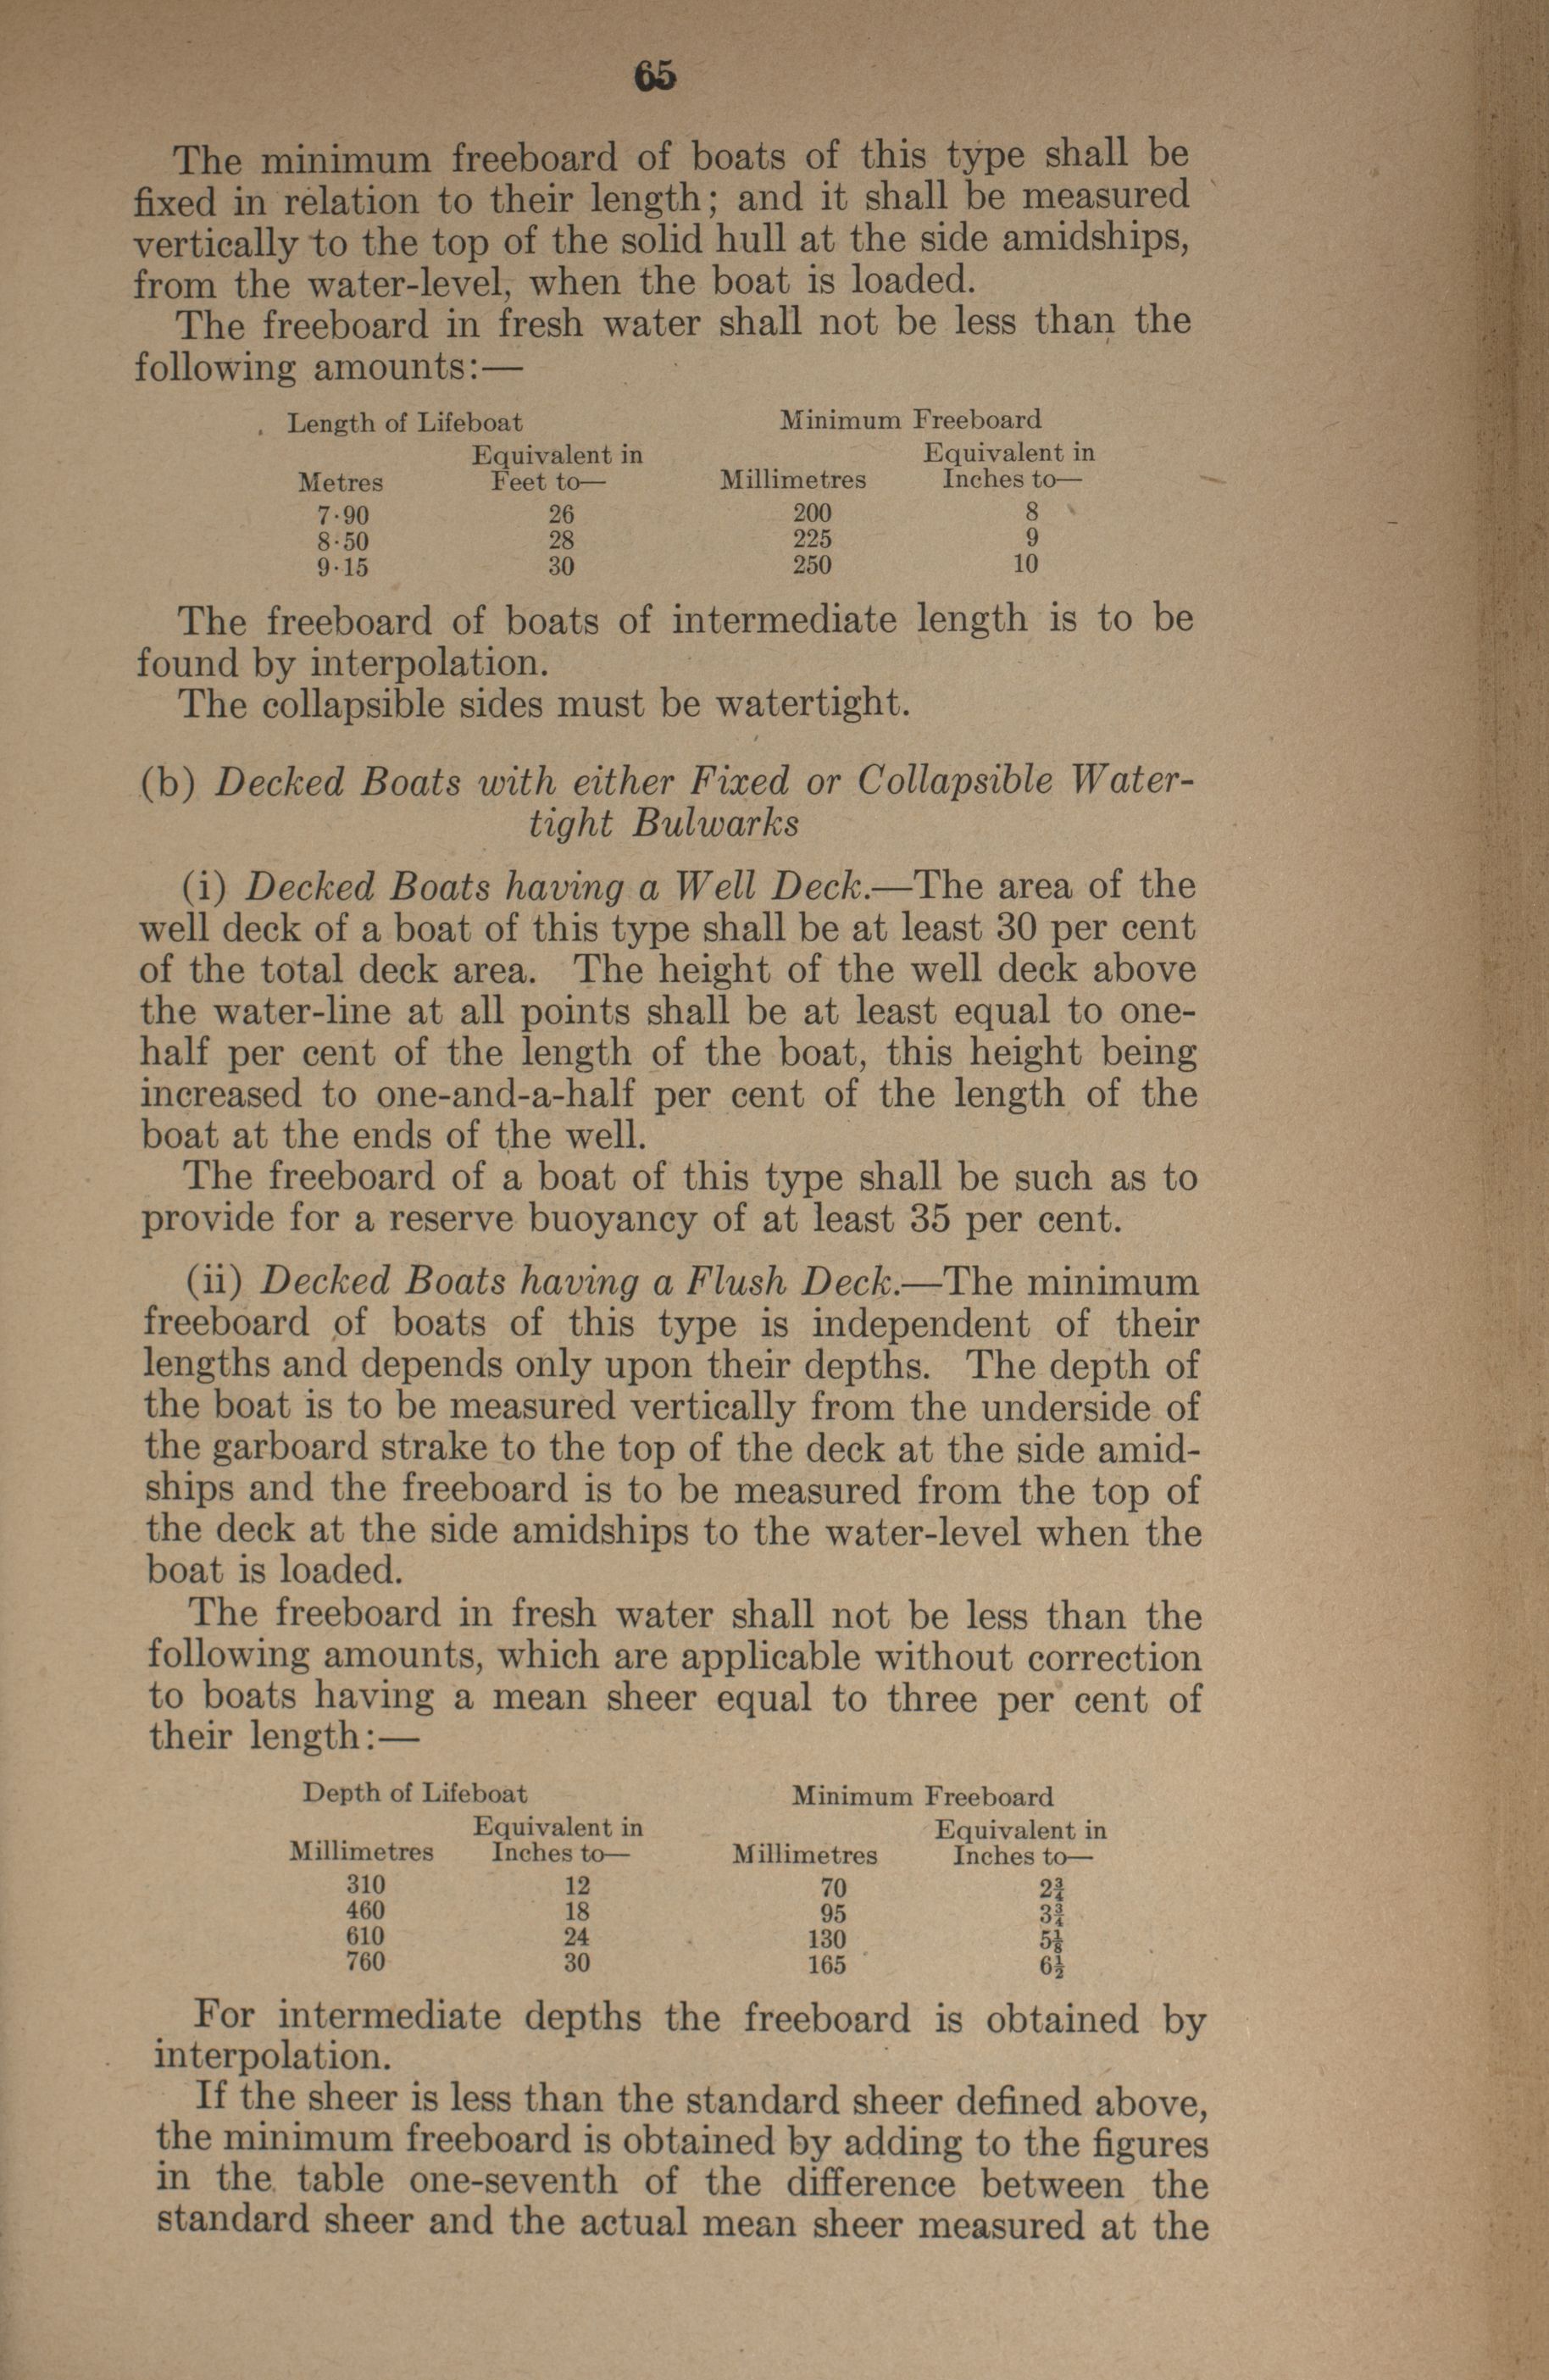 65
The minimum freeboard of boats of this type shall be
fixed in relation to their length; and it shall be measured
vertically to the top of the solid hull at the side amidships,
from the water-level, when the boat is loaded.
The freeboard in fresh water shall not be less than the
following amounts:—
Length of Lifeboat Minimum Freeboard
Equivalent in Equivalent in
Metres Feet to— Millimetres Inches to—
7·90 26 200 8
8·50 28 225 9
9·15 30 250 10
The freeboard of boats of intermediate length is to be
found by interpolation.
The collapsible sides must be watertight.
(b) Decked Boats with either Fixed or Collapsible Water-
tight Bulwarks
(i) Decked Boats having a Well Deck.—The area of the
well deck of a boat of this type shall be at least 30 per cent
of the total deck area. The height of the well deck above
the water-line at all points shall be at least equal to one-
half per cent of the length of the boat, this height being
increased to one-and-a-half per cent of the length of the
boat at the ends of the well.
The freeboard of a boat of this type shall be such as to
provide for a reserve buoyancy of at least 35 per cent.
(ii) Decked Boats having a Flush Deck.—The minimum
freeboard of boats of this type is independent of their
lengths and depends only upon their depths. The depth of
the boat is to be measured vertically from the underside of
the garboard strake to the top of the deck at the side amid-
ships and the freeboard is to be measured from the top of
the deck at the side amidships to the water-level when the
boat is loaded.
The freeboard in fresh water shall not be less than the
following amounts, which are applicable without correction
to boats having a mean sheer equal to three per cent of
their length:—
Depth of Lifeboat Minimum Freeboard
Equivalent in Equivalent in
Millimetres Inches to— Millimetres Inches to—
310 12 70 2¾
460 18 95 3¾
610 24 130 5⅛
760 30 165 6½
For intermediate depths the freeboard is obtained by
interpolation.
If the sheer is less than the standard sheer defined above,
the minimum freeboard is obtained by adding to the figures
in the table one-seventh of the difference between the
standard sheer and the actual mean sheer measured at the